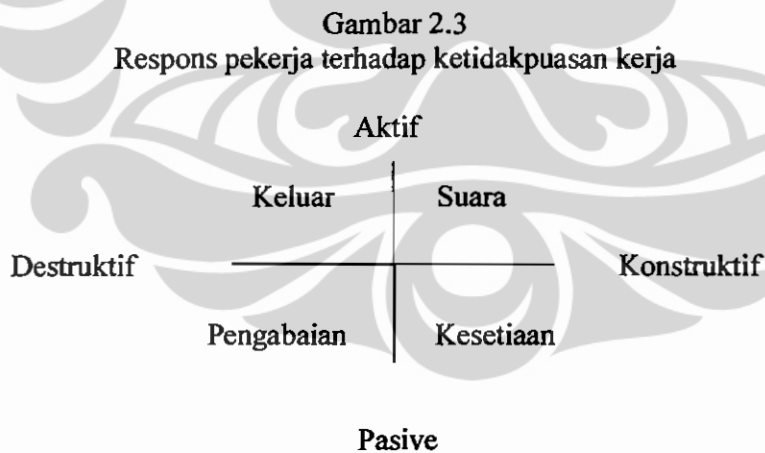 Gambar 2.3
Respons pekerja terhadap ketidakpuasan kerja
Aktif
Keluar Suara
Destruktif Konstruktif
Pengabaian Kesetiaan
Pasive